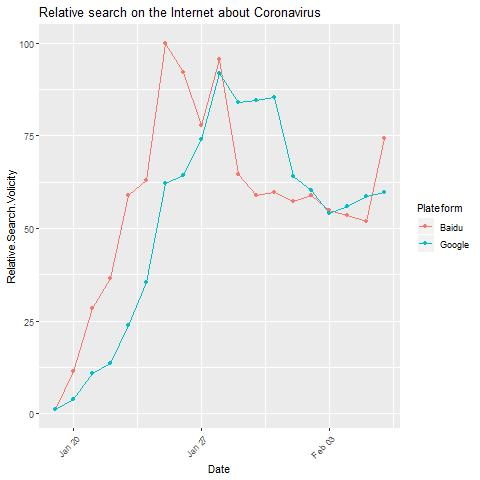 Relative search on the Internet about Coronavirus
100
75
50
25
0
Relative.Search.Volicity
Jan 20
Jan 27
Feb 03
Date
Plateform
Baidu
Google